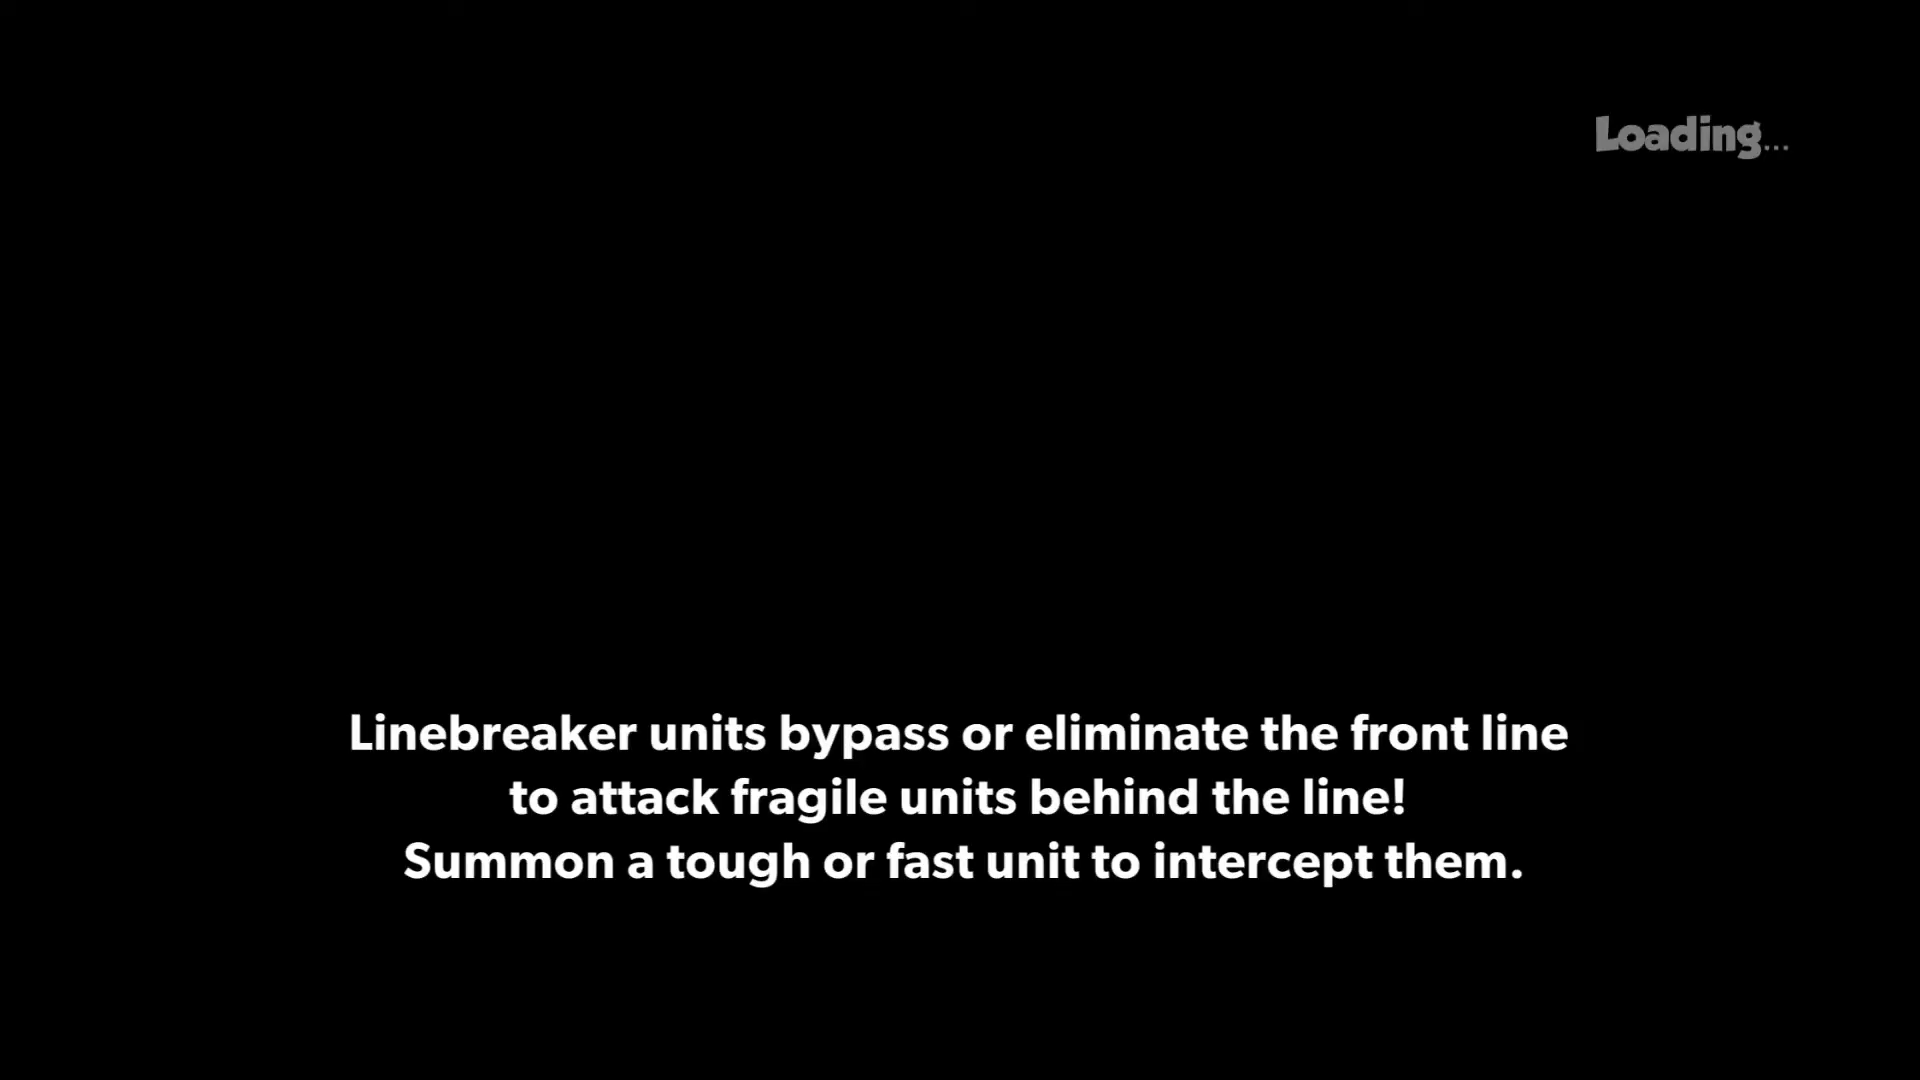 Loading...
Linebreaker units bypass or eliminate the front line
to attack fragile units behind the line!
Summon a tough or fast unit to intercept them.